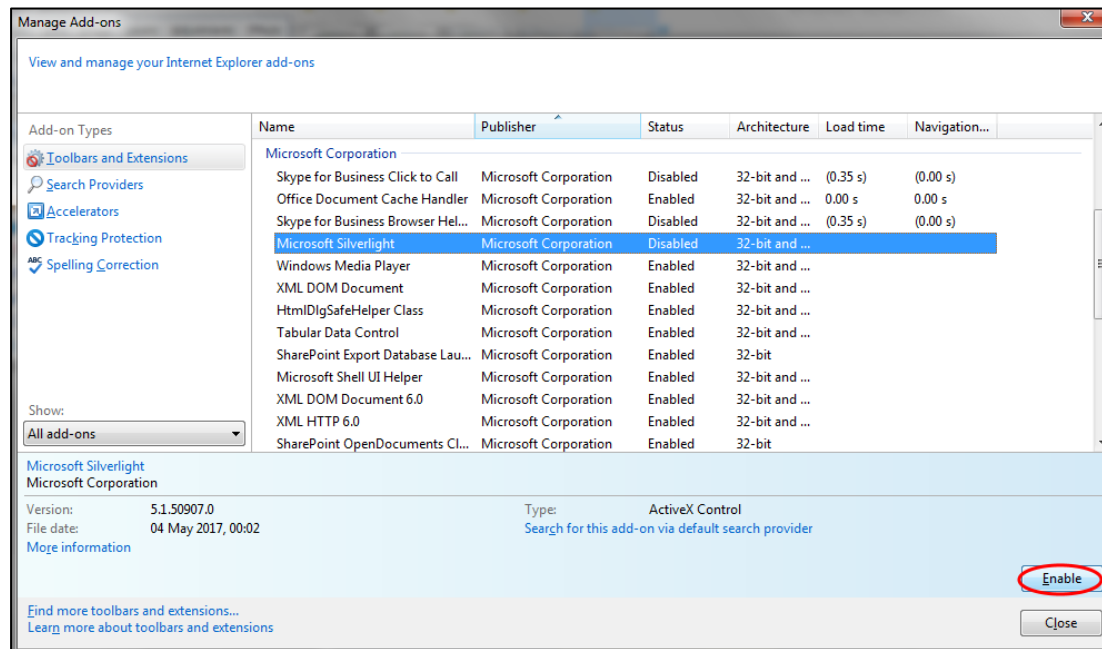 Manage Add-ons
View and manage your Internet Explorer add-ons
Add-on Types
Toolbars and Extensions
Search Providers
Accelerators
Tracking Protection
ABC
Spelling Correction
Show:
All add-ons
Name Publisher Status Architecture Load time Navigation...
Microsoft Corporation
Skype for Business Click to Call Microsoft Corporation Disabled 32-bit and ... (0.35 s) (0.00 s)
Office Document Cache Handler Microsoft Corporation Enabled 32-bit and ... 0.00 s 0.00 s
Skype for Business Browser Hel... Microsoft Corporation Disabled 32-bit and ... (0.35 s) (0.00 s)
Microsoft Silverlight Microsoft Corporation Disabled 32-bit and ...
Windows Media Player Microsoft Corporation Enabled 32-bit and ...
XML DOM Document Microsoft Corporation Enabled 32-bit and ...
HtmlDlgSafeHelper Class Microsoft Corporation Enabled 32-bit and ...
Tabular Data Control Microsoft Corporation Enabled 32-bit and ...
SharePoint Export Database Lau... Microsoft Corporation Enabled 32-bit
Microsoft Shell UI Helper Microsoft Corporation Enabled 32-bit and ...
XML DOM Document 6.0 Microsoft Corporation Enabled 32-bit and ...
XML HTTP 6.0 Microsoft Corporation Enabled 32-bit and ...
SharePoint OpenDocuments Cl... Microsoft Corporation Enabled 32-bit
Microsoft Silverlight
Microsoft Corporation
Version: 5.1.50907.0 Type: ActiveX Control
File date: 04 May 2017, 00:02 Search for this add-on via default search provider
More information
Enable
Find more toolbars and extensions...
Learn more about toolbars and extensions
Close